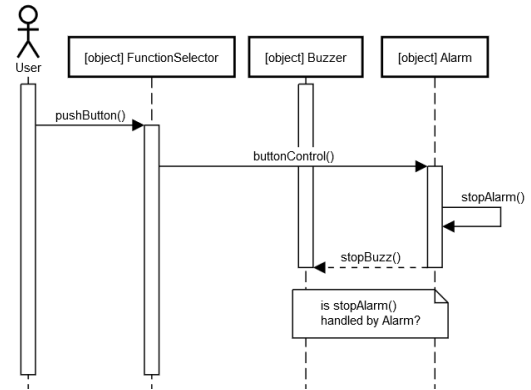 User
[object] FunctionSelector
[object] Buzzer
[object] Alarm
pushButton()
buttonControl()
stopAlarm()
stopBuzz()
is stopAlarm()
handled by Alarm?